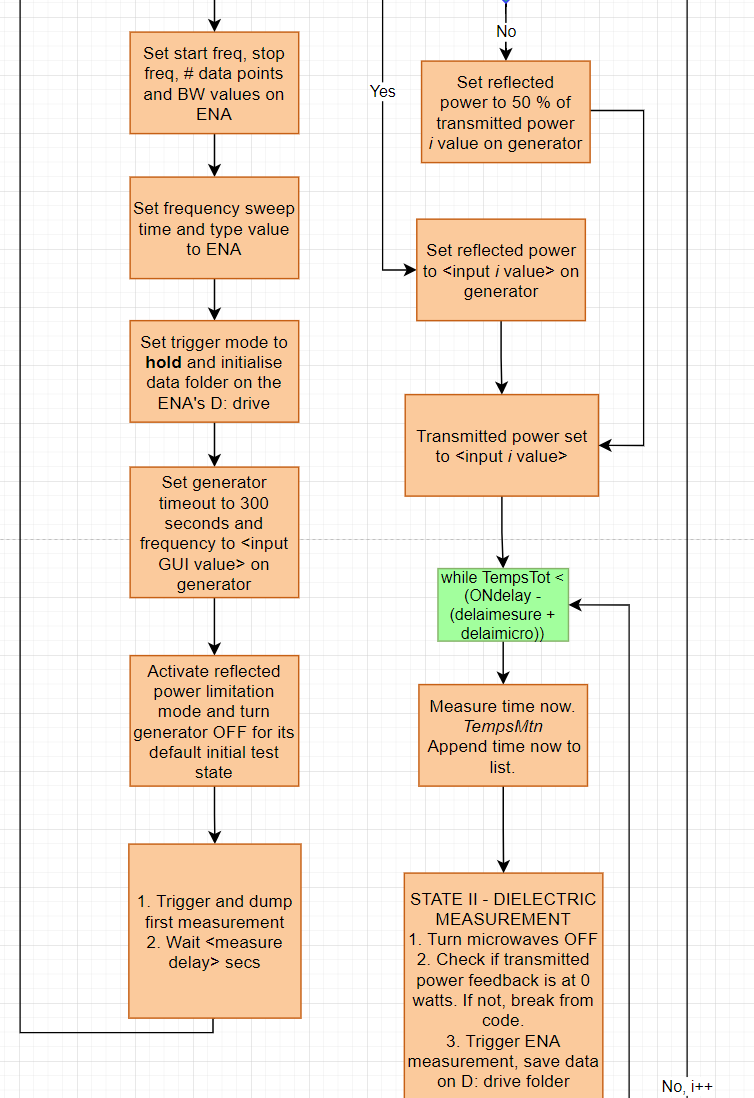 Set start freq, stop
freq, # data points
and BW values on
ENA
Set frequency sweep
time and type value
to ENA
Set trigger mode to
hold and initialise
data folder on the
ENA's D: drive
Set generator
timeout to 300
seconds and
frequency to <input
GUI value> on
generator
Activate reflected
power limitation
mode and turn
generator OFF for its
default initial test
state
1. Trigger and dump
first measurement
2. Wait <measure
delay> secs
Yes
No
Set reflected
power to 50 % of
transmitted power
i value on generator
Set reflected power
to <input i value> on
generator
Transmitted power set
to <input i value>
while TempsTot <
(ONdelay -
(delaimesure +
delaimicro))
Measure time now.
TempsMtn
Append time now to
list.
STATE II - DIELECTRIC
MEASUREMENT
1. Turn microwaves OFF
2. Check if transmitted
power feedback is at 0
watts. If not, break from
code.
3. Trigger ENA
measurement, save data
on D: drive folder
No, i++